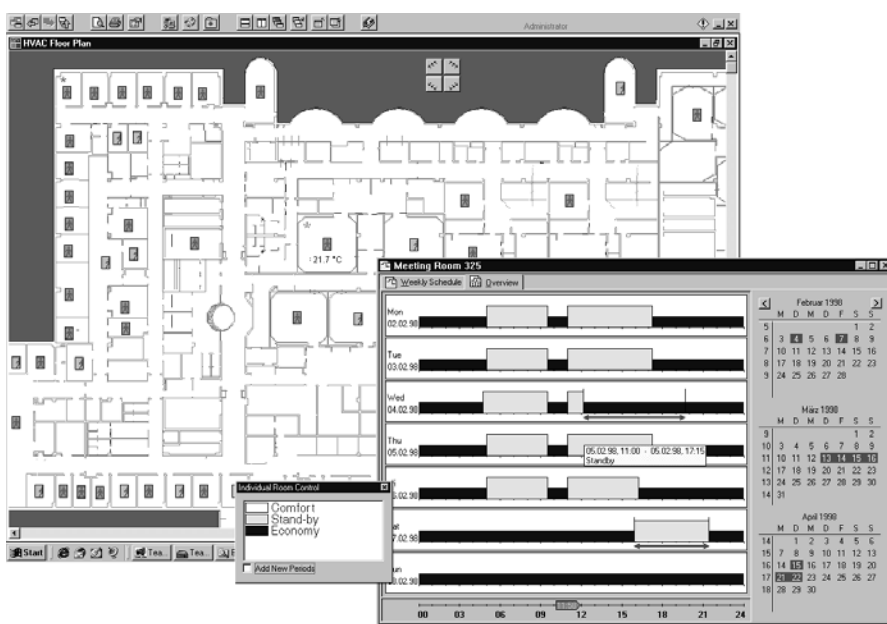 Administrator
HVAC Floor Plan
21.7 °C
Meeting Room 325
Weekly Schedule
Overview
Mon
02.02.98
Tue
03.02.98
Wed
04.02.98
Thu
05.02.98
05.02.98, 11:00 - 05.02.98, 17:15
Standby
6.02.98
at
7.02.98
un
8.02.98
11:50
00 03 06 09 12 15 18 21 24
Februar 1998
M D M D F S S
5 1 2
6 3 4 5 6 7 8 9
7 10 11 12 13 14 15 16
8 17 18 19 20 21 22 23
9 24 25 26 27 28
März 1998
M D M D F S S
9 1 2
10 3 4 5 6 7 8 9
11 10 11 12 13 14 15 16
12 17 18 19 20 21 22 23
13 24 25 26 27 28 29 30
14 31
April 1998
M D M D F S S
14 1 2 3 4 5 6
15 7 8 9 10 11 12 13
16 14 15 16 17 18 19 20
17 21 22 23 24 25 26 27
18 28 29 30
Individual Room Control
Comfort
Stand-by
Economy
Add New Periods
Start
Tea...
Tea...